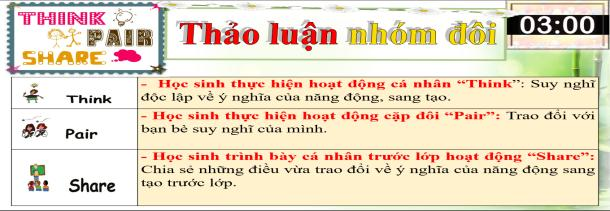 THINK
PAIR
SHARE
Thảo luận nhóm đôi
03:00
Think
- Học sinh thực hiện hoạt động cá nhân “Think”: Suy nghĩ
độc lập về ý nghĩa của năng động, sang tạo.
Pair
- Học sinh thực hiện hoạt động cặp đôi “Pair”: Trao đổi với
bạn bè suy nghĩ của mình.
Share
- Học sinh trình bày cá nhân trước lớp hoạt động “Share”:
Chia sẻ những điều vừa trao đổi về ý nghĩa của năng động sang
tạo trước lớp.